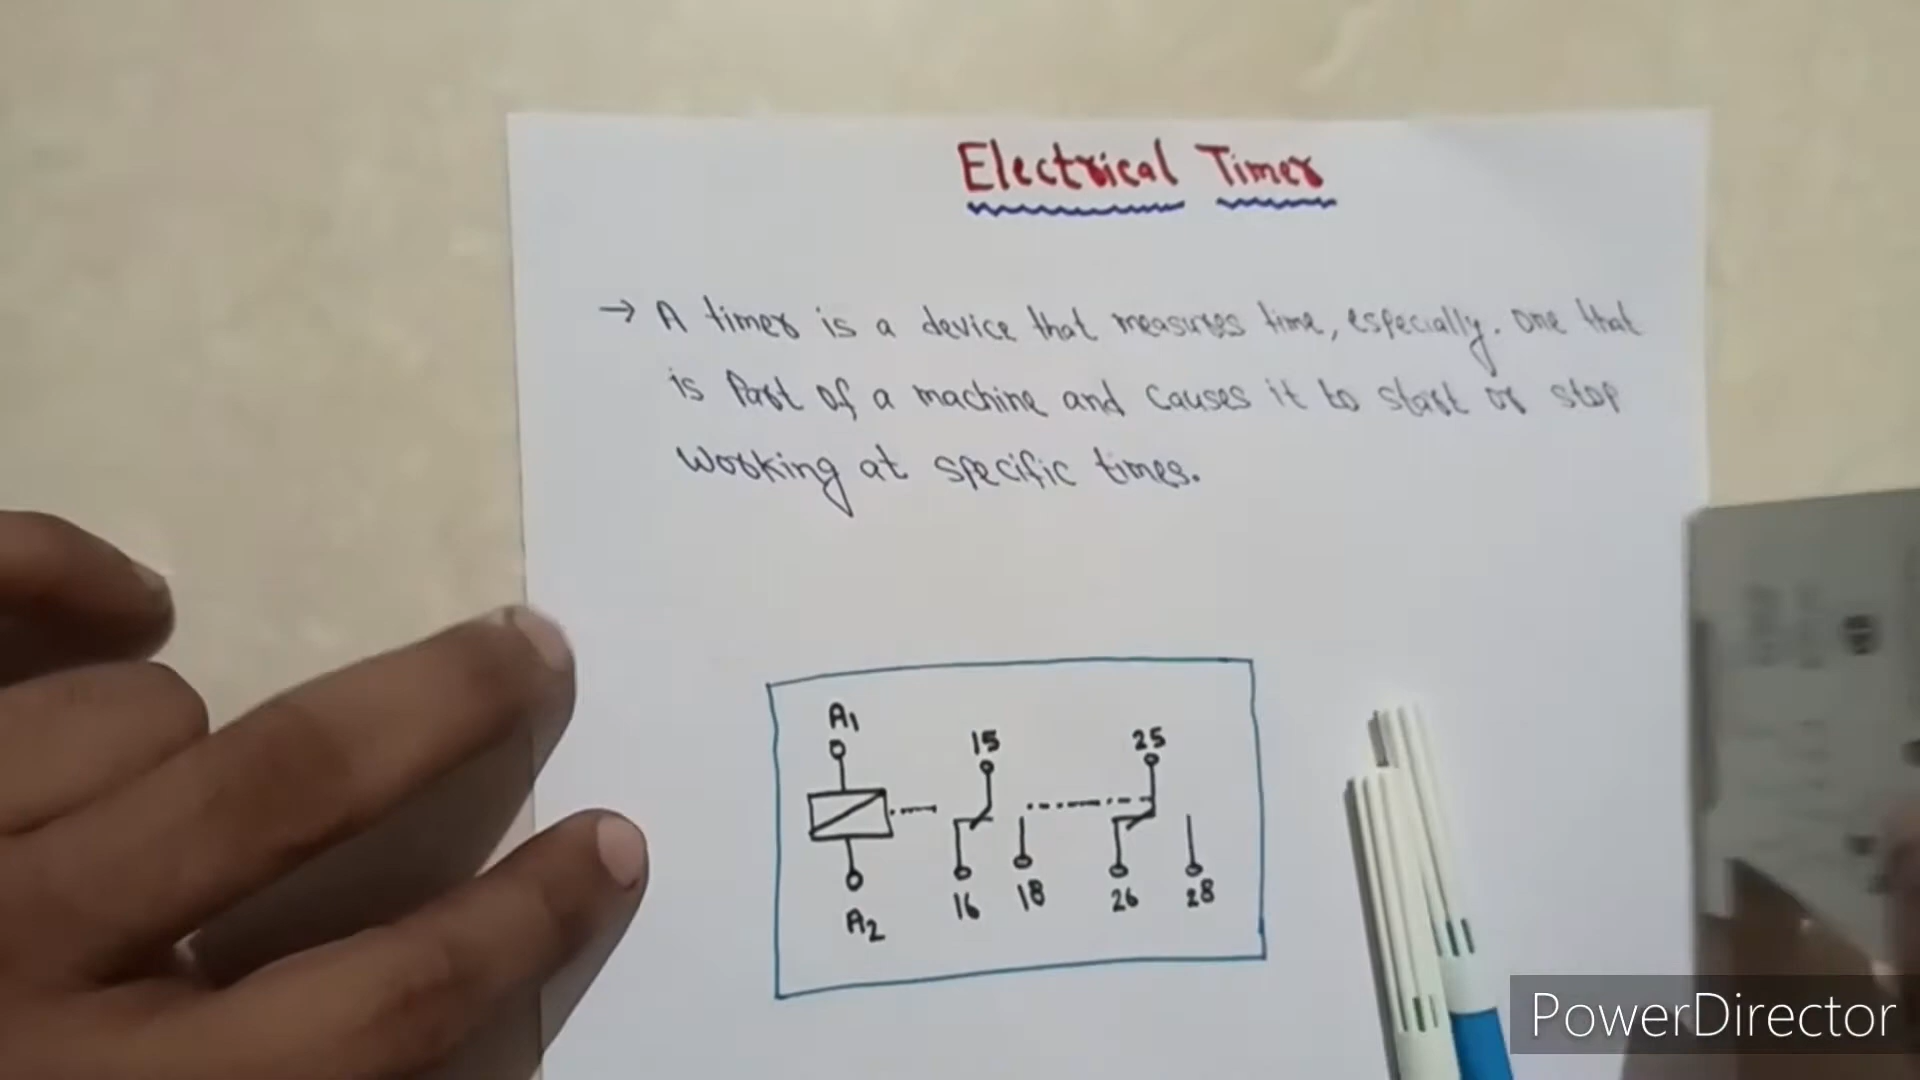 Electrical Timer
→ A timer is a device that measures time, especially. one that
is Part of a machine and causes it to start or stop
working at specific times.
A1
15
25
16
18
26
28
A2
PowerDirector